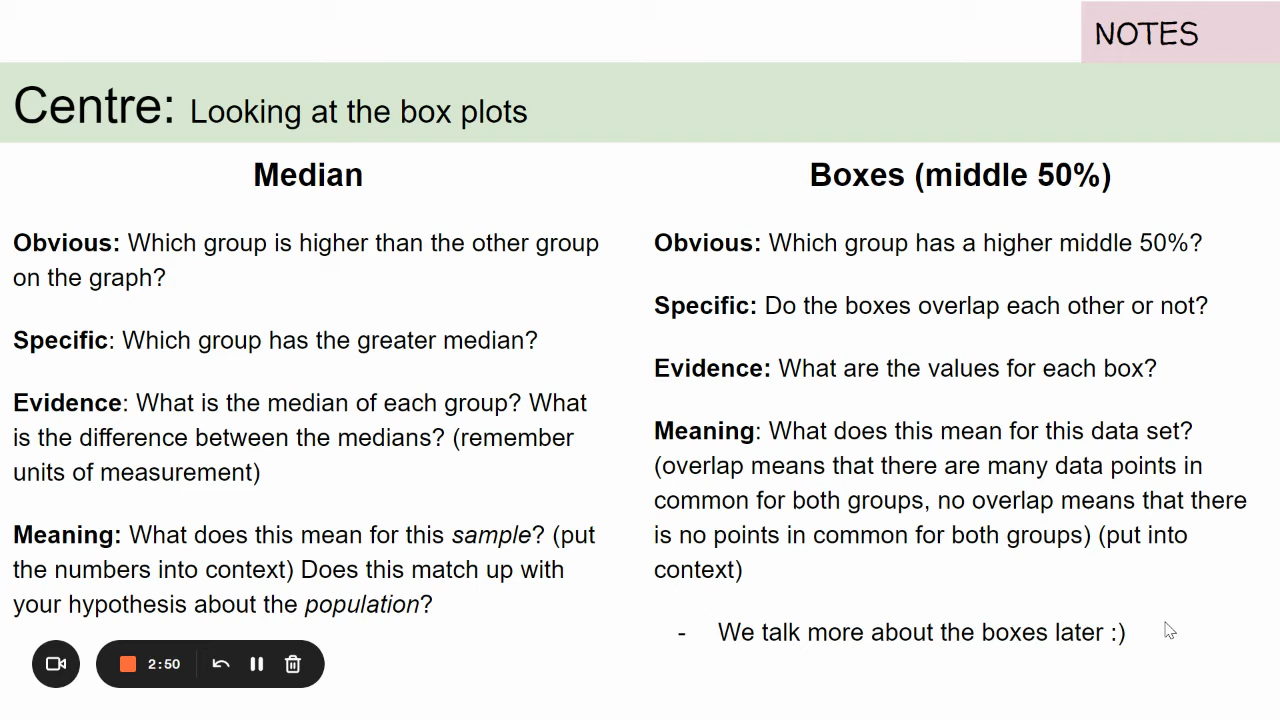 NOTES
Centre: Looking at the box plots
Median
Obvious: Which group is higher than the other group
on the graph?
Specific: Which group has the greater median?
Evidence: What is the median of each group? What
is the difference between the medians? (remember
units of measurement)
Meaning: What does this mean for this sample? (put
the numbers into context) Does this match up with
your hypothesis about the population?
Boxes (middle 50%)
Obvious: Which group has a higher middle 50%?
Specific: Do the boxes overlap each other or not?
Evidence: What are the values for each box?
Meaning: What does this mean for this data set?
(overlap means that there are many data points in
common for both groups, no overlap means that there
is no points in common for both groups) (put into
context)
- We talk more about the boxes later :)
2:50